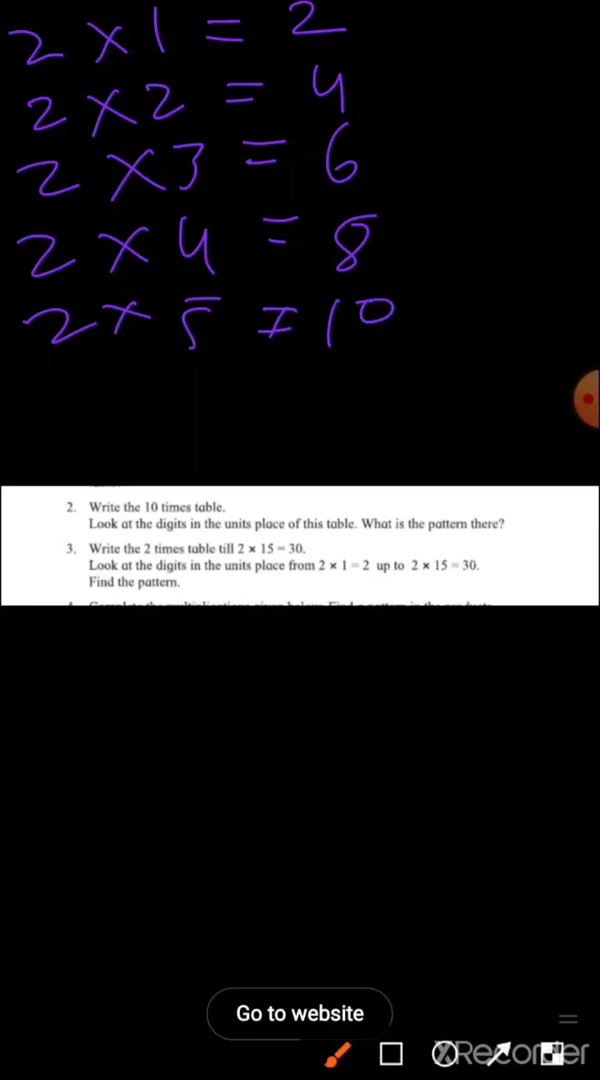 2 × 1 = 2
2 × 2 = 4
2 × 3 = 6
2 × 4 = 8
2 × 5 = 10
2. Write the 10 times table.
Look at the digits in the units place of this table. What is the pattern there?
3. Write the 2 times table till 2 × 15 = 30.
Look at the digits in the units place from 2 × 1 = 2 up to 2 × 15 = 30.
Find the pattern.
Go to website
XRecorder